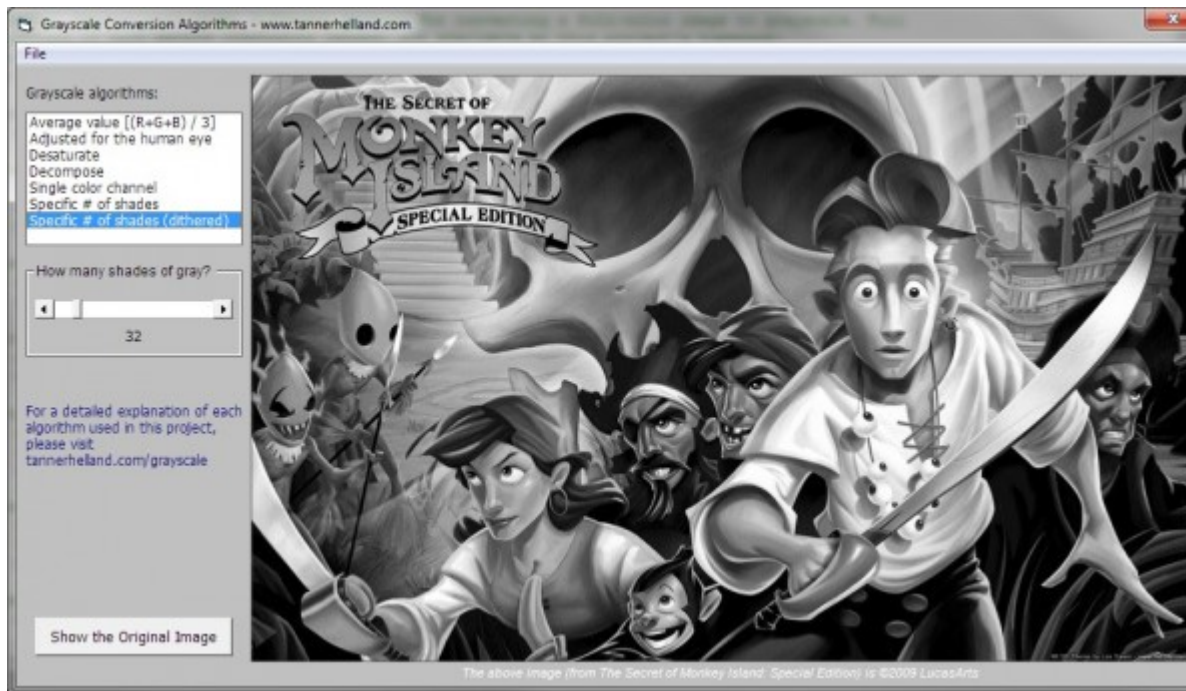 Grayscale Conversion Algorithms - www.tannerhelland.com
File
Grayscale algorithms:
Average value [(R+G+B) / 3]
Adjusted for the human eye
Desaturate
Decompose
Single color channel
Specific # of shades
Specific # of shades (dithered)
How many shades of gray?
32
For a detailed explanation of each
algorithm used in this project,
please visit
tannerhelland.com/grayscale
Show the Original Image
THE SECRET OF
MONKEY
ISLAND
SPECIAL EDITION
The above image (from The Secret of Monkey Island: Special Edition) is ©2009 LucasArts